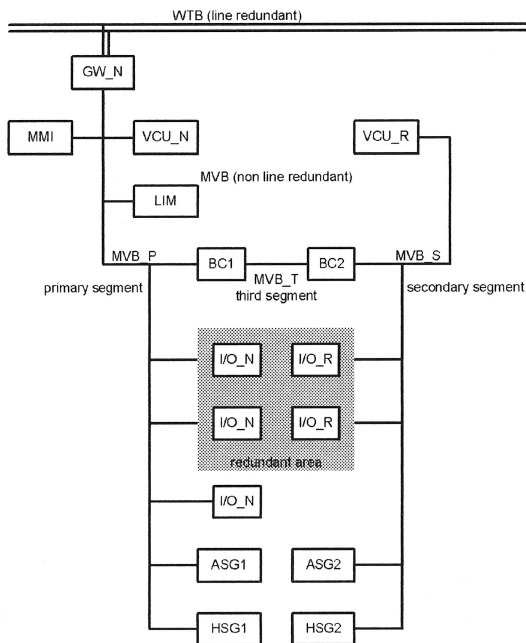 WTB (line redundant)
GW_N
MMI
VCU_N
VCU_R
MVB (non line redundant)
LIM
MVB_P
BC1
BC2
MVB_S
MVB_T
primary segment
third segment
secondary segment
I/O_N
I/O_R
I/O_N
I/O_R
redundant area
I/O_N
ASG1
ASG2
HSG1
HSG2